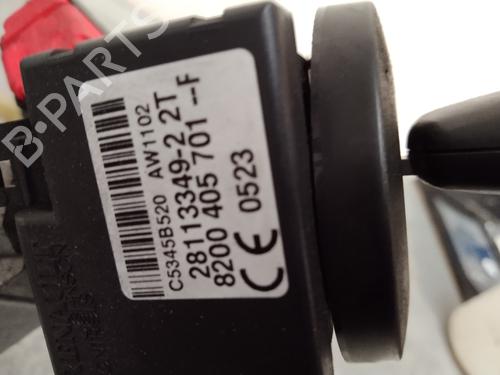 C5345B520 AW1102
28113349-2 2T
8200 405 701 --F
CE 0523
B-PARTS